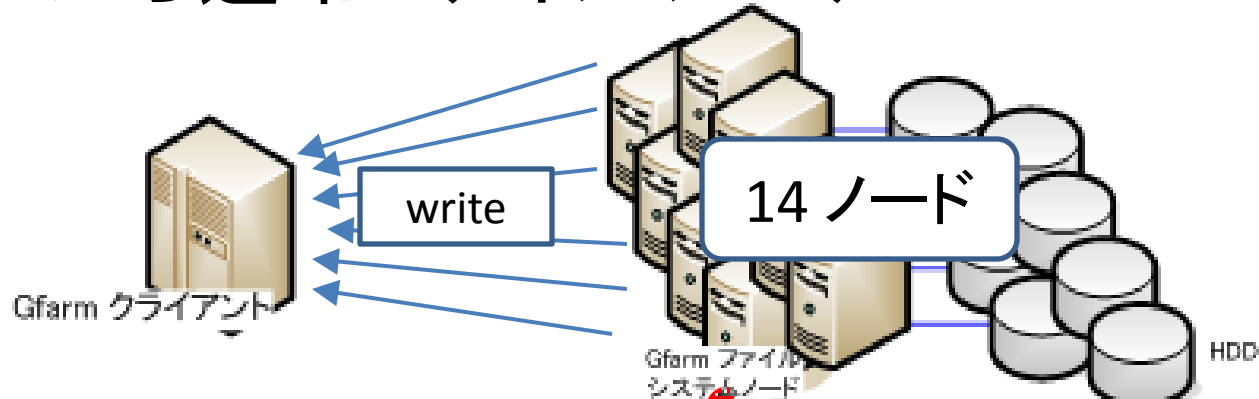 write
14 ノード
Gfarm クライアント
Gfarm ファイル
システムノード
HDD